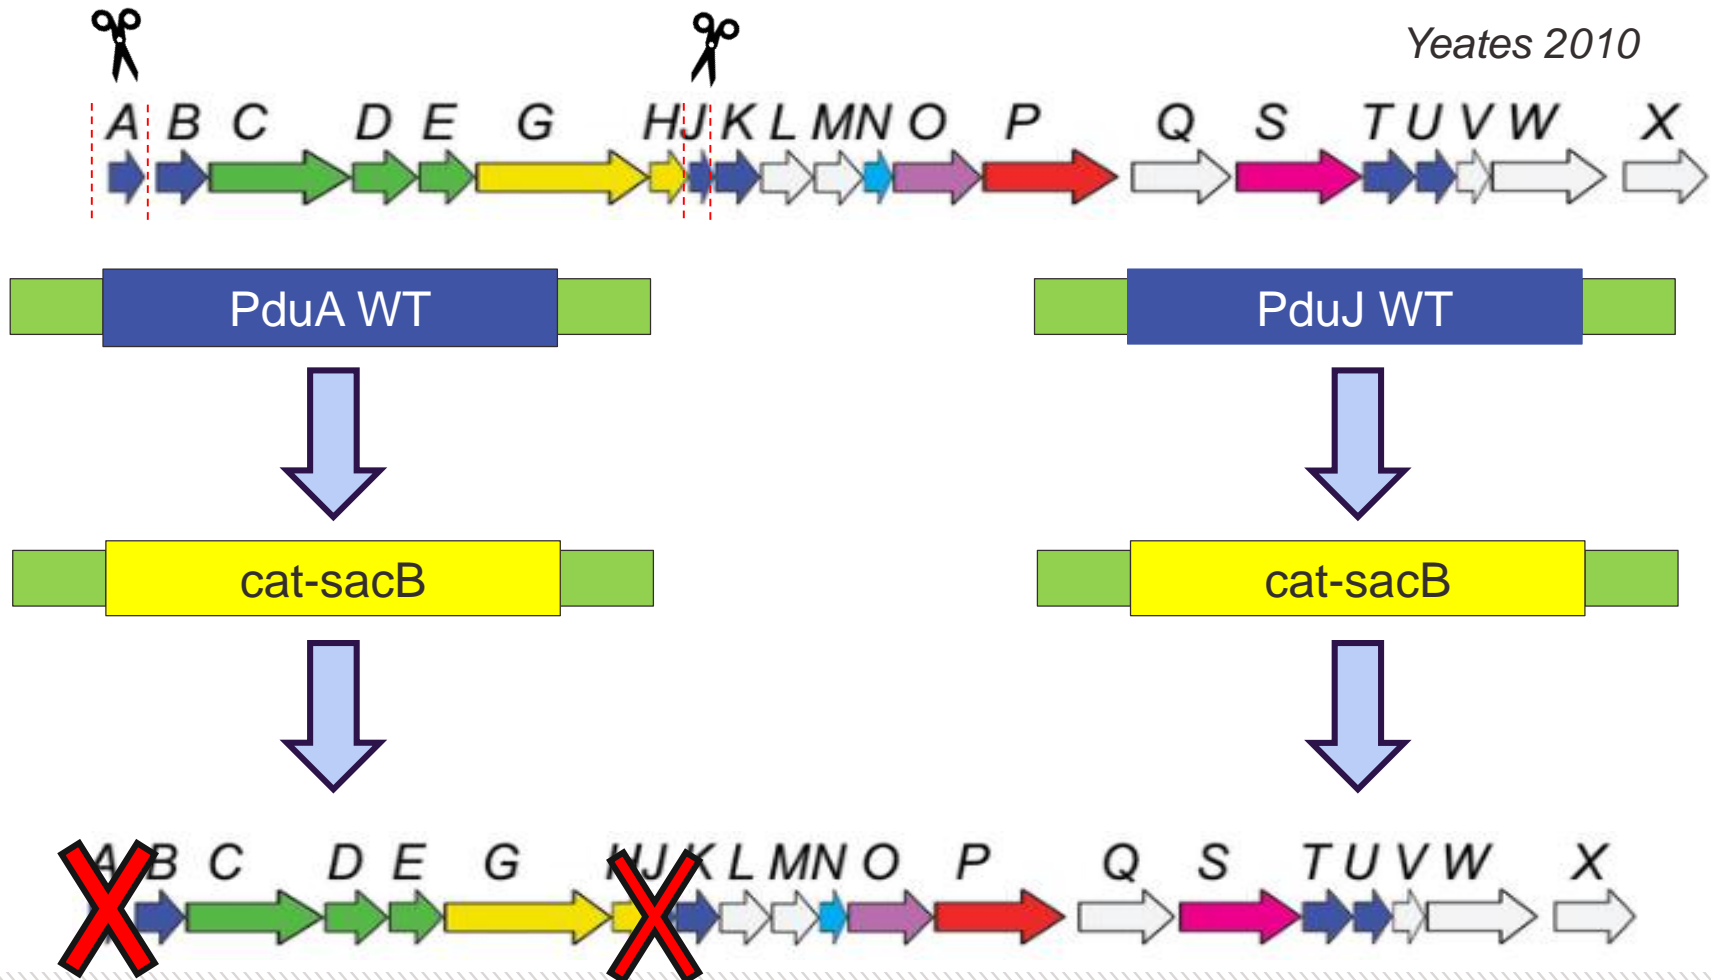 Yeates 2010
A B C D E G H J K L M N O P Q S T U V W X
PduA WT
PduJ WT
cat-sacB
cat-sacB
A B C D E G H J K L M N O P Q S T U V W X